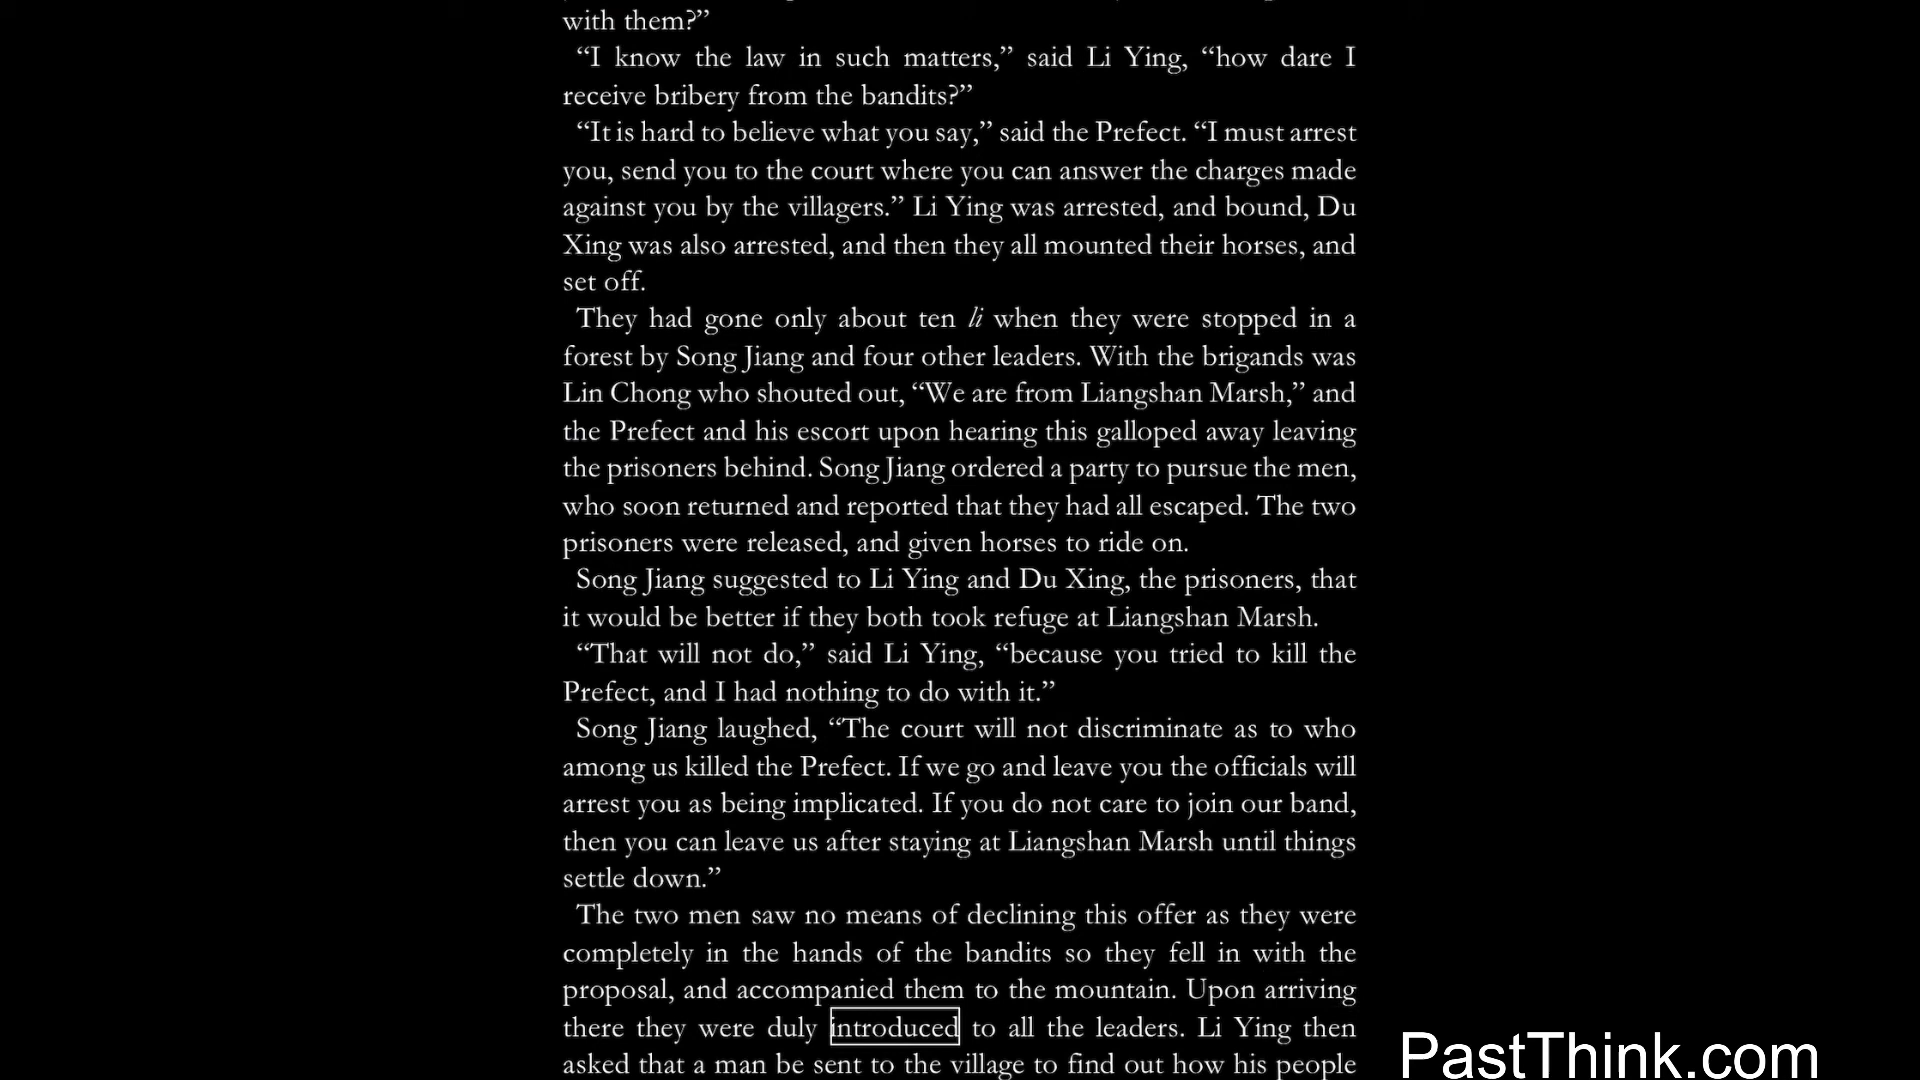 with them?”
“I know the law in such matters,” said Li Ying, “how dare I
receive bribery from the bandits?”
“It is hard to believe what you say,” said the Prefect. “I must arrest
you, send you to the court where you can answer the charges made
against you by the villagers.” Li Ying was arrested, and bound, Du
Xing was also arrested, and then they all mounted their horses, and
set off.
They had gone only about ten li when they were stopped in a
forest by Song Jiang and four other leaders. With the brigands was
Lin Chong who shouted out, “We are from Liangshan Marsh,” and
the Prefect and his escort upon hearing this galloped away leaving
the prisoners behind. Song Jiang ordered a party to pursue the men,
who soon returned and reported that they had all escaped. The two
prisoners were released, and given horses to ride on.
Song Jiang suggested to Li Ying and Du Xing, the prisoners, that
it would be better if they both took refuge at Liangshan Marsh.
“That will not do,” said Li Ying, “because you tried to kill the
Prefect, and I had nothing to do with it.”
Song Jiang laughed, “The court will not discriminate as to who
among us killed the Prefect. If we go and leave you the officials will
arrest you as being implicated. If you do not care to join our band,
then you can leave us after staying at Liangshan Marsh until things
settle down.”
The two men saw no means of declining this offer as they were
completely in the hands of the bandits so they fell in with the
proposal, and accompanied them to the mountain. Upon arriving
there they were duly introduced to all the leaders. Li Ying then
asked that a man be sent to the village to find out how his people
PastThink.com